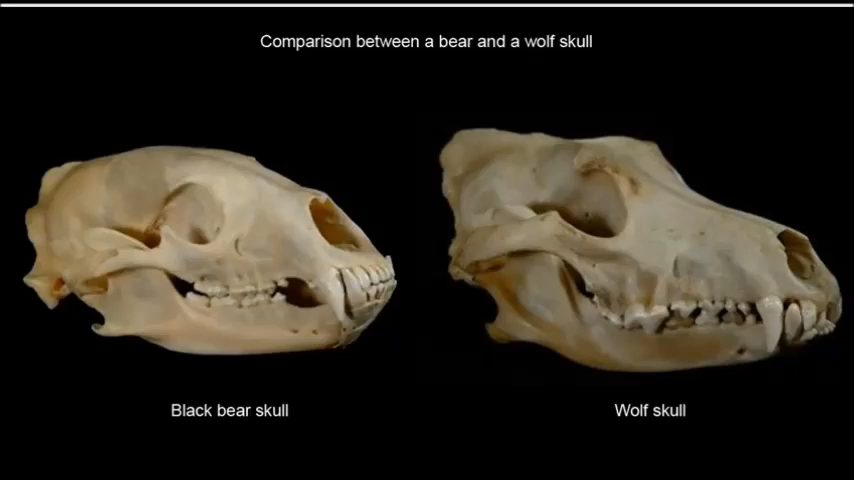 Comparison between a bear and a wolf skull
Black bear skull
Wolf skull